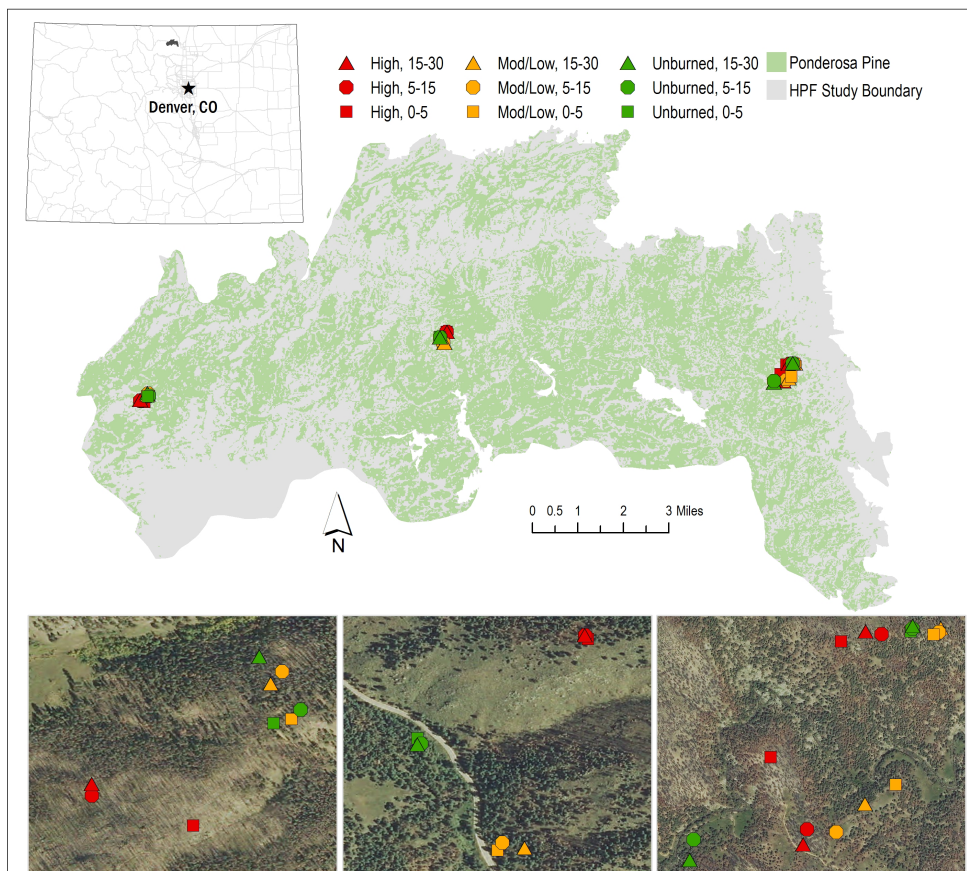 High, 15-30 Mod/Low, 15-30 Unburned, 15-30 Ponderosa Pine
High, 5-15 Mod/Low, 5-15 Unburned, 5-15 HPF Study Boundary
High, 0-5 Mod/Low, 0-5 Unburned, 0-5
Denver, CO
N
0 0.5 1 2 3 Miles